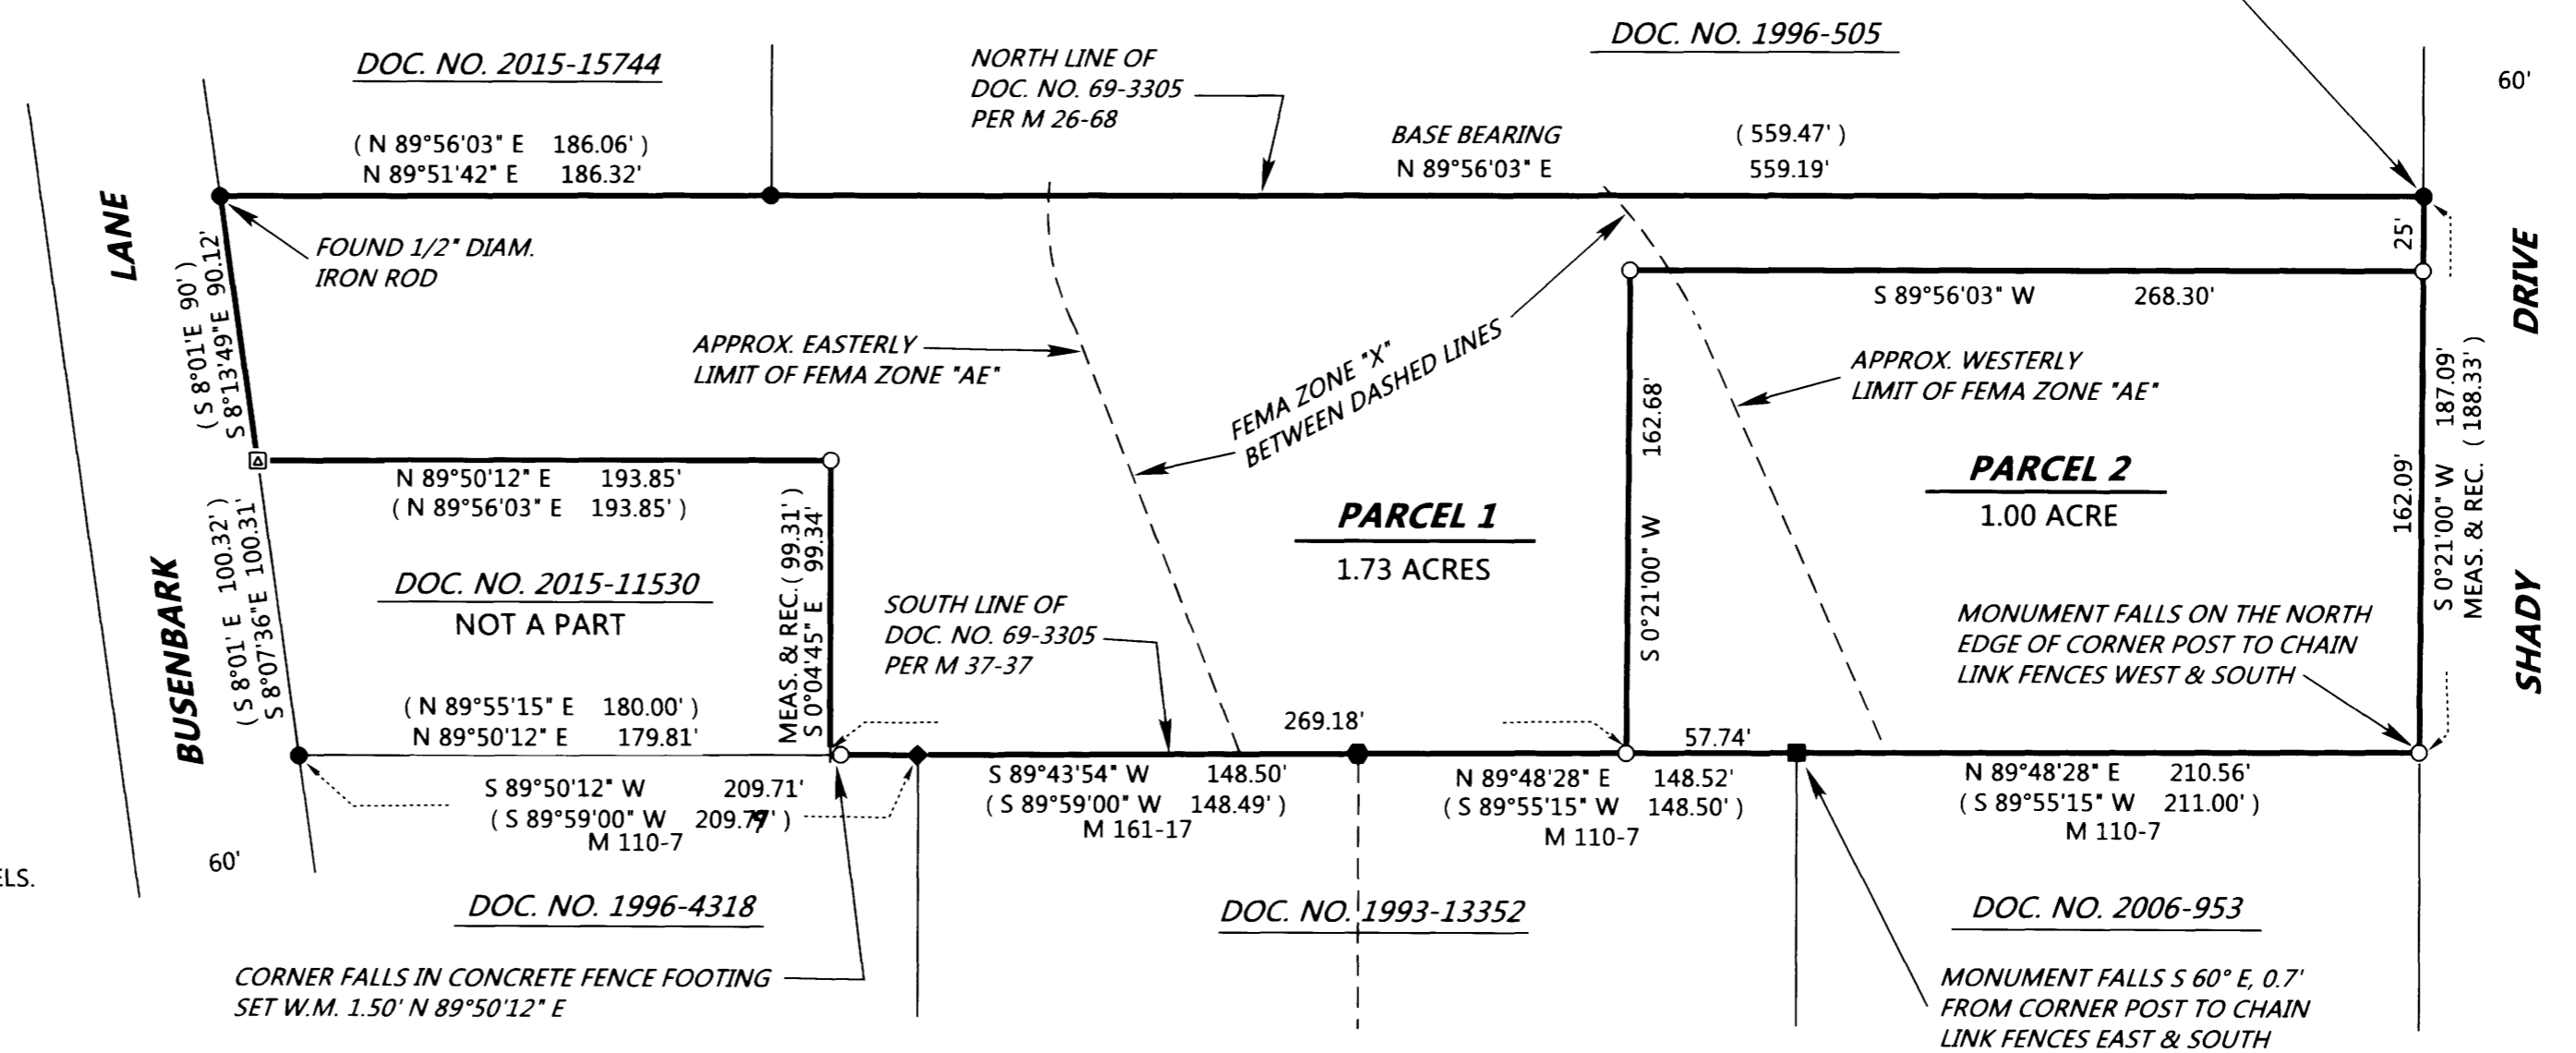 DOC. NO. 1996-505
DOC. NO. 2015-15744
NORTH LINE OF
DOC. NO. 69-3305
PER M 26-68
60'
( N 89°56'03" E 186.06' )
N 89°51'42" E 186.32'
BASE BEARING ( 559.47' )
N 89°56'03" E 559.19'
LANE
FOUND 1/2" DIAM.
IRON ROD
( S 8°01'E 90' )
S 8°13'49"E 90.12'
25'
S 89°56'03" W 268.30'
DRIVE
APPROX. EASTERLY
LIMIT OF FEMA ZONE "AE"
FEMA ZONE "X"
BETWEEN DASHED LINES
APPROX. WESTERLY
LIMIT OF FEMA ZONE "AE"
S 0°21'00" W 162.68'
PARCEL 2
1.00 ACRE
162.09'
S 0°21'00" W 187.09'
MEAS. & REC. ( 188.33' )
N 89°50'12" E 193.85'
( N 89°56'03" E 193.85' )
PARCEL 1
1.73 ACRES
MEAS. & REC. ( 99.31' )
S 0°04'45" E 99.34'
BUSENBARK
( S 8°01' E 100.32' )
S 8°07'36"E 100.31'
DOC. NO. 2015-11530
NOT A PART
SOUTH LINE OF
DOC. NO. 69-3305
PER M 37-37
MONUMENT FALLS ON THE NORTH
EDGE OF CORNER POST TO CHAIN
LINK FENCES WEST & SOUTH
SHADY
( N 89°55'15" E 180.00' )
N 89°50'12" E 179.81'
269.18'
57.74'
S 89°50'12" W 209.71'
( S 89°59'00" W )
M 110-7
S 89°43'54" W 148.50'
( S 89°59'00" W 148.49' )
M 161-17
N 89°48'28" E 148.52'
( S 89°55'15" W 148.50' )
M 110-7
N 89°48'28" E 210.56'
( S 89°55'15" W 211.00' )
M 110-7
60'
ELS.
DOC. NO. 1996-4318
DOC. NO. 1993-13352
DOC. NO. 2006-953
CORNER FALLS IN CONCRETE FENCE FOOTING
SET W.M. 1.50' N 89°50'12" E
MONUMENT FALLS S 60° E, 0.7'
FROM CORNER POST TO CHAIN
LINK FENCES EAST & SOUTH